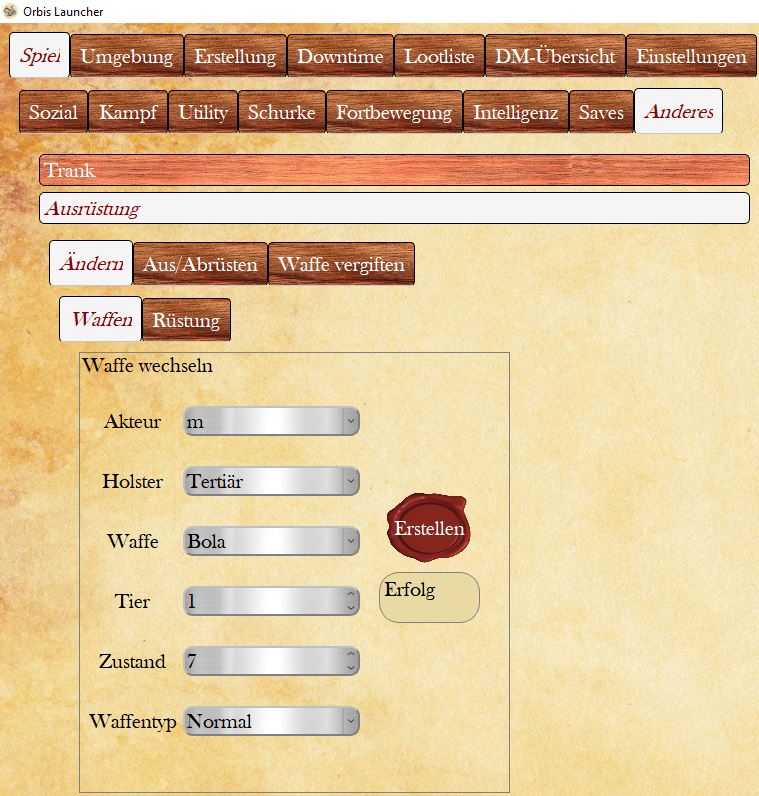 Orbis Launcher
Spiel Umgebung Erstellung Downtime Lootliste DM-Übersicht Einstellungen
Sozial Kampf Utility Schurke Fortbewegung Intelligenz Saves Anderes
Trank
Ausrüstung
Ändern Aus/Abrüsten Waffe vergiften
Waffen Rüstung
Waffe wechseln
Akteur m
Holster Tertiär
Erstellen
Waffe Bola
Tier 1
Erfolg
Zustand 7
Waffentyp Normal